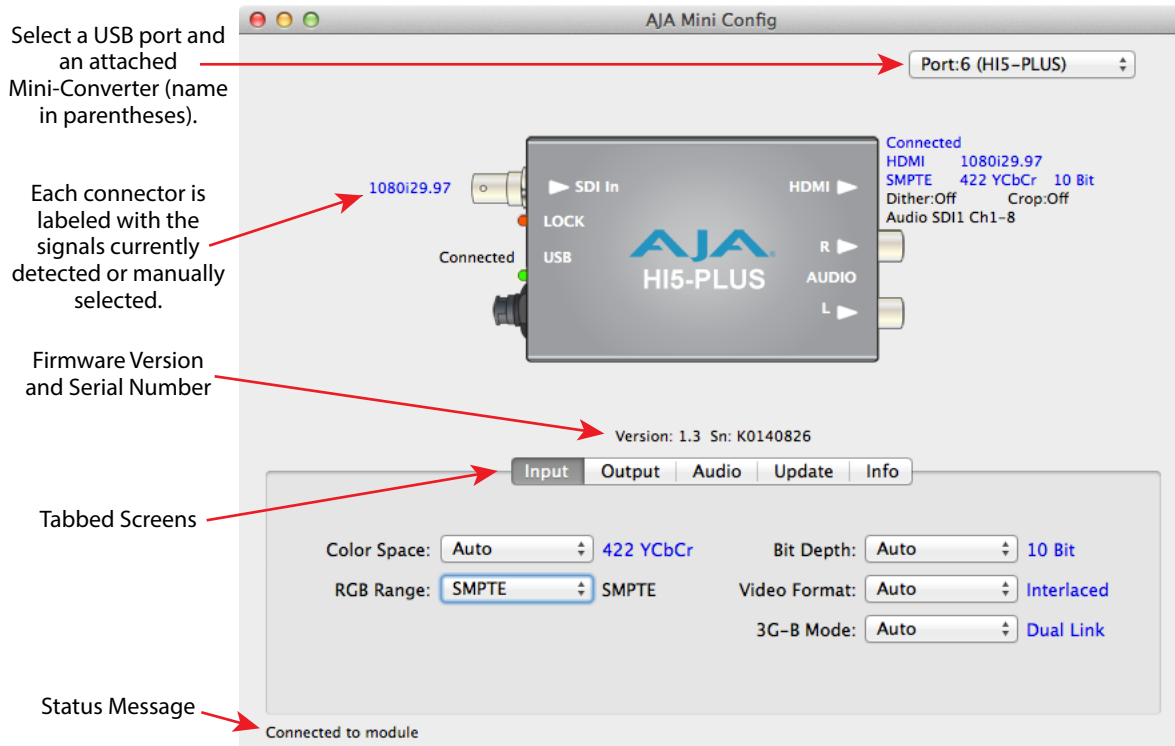 AJA Mini Config
Select a USB port and
an attached
Mini-Converter (name
in parentheses).
Port:6 (HI5-PLUS)
Each connector is
labeled with the
signals currently
detected or manually
selected.
1080i29.97
Connected
SDI In
LOCK
USB
HDMI
R
AUDIO
L
AJA
HI5-PLUS
Connected
HDMI 1080i29.97
SMPTE 422 YCbCr 10 Bit
Dither:Off Crop:Off
Audio SDI1 Ch1-8
Firmware Version
and Serial Number
Version: 1.3 Sn: K0140826
Tabbed Screens
Input Output Audio Update Info
Color Space: Auto 422 YCbCr
RGB Range: SMPTE SMPTE
Bit Depth: Auto 10 Bit
Video Format: Auto Interlaced
3G-B Mode: Auto Dual Link
Status Message
Connected to module